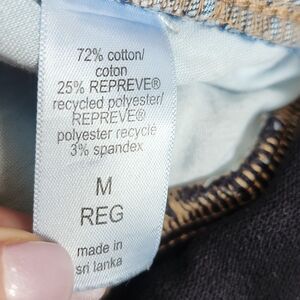 72% cotton/
coton
25% REPREVE®
recycled polyester/
REPREVE®
polyester recyclé
3% spandex
M
REG
made in
sri lanka